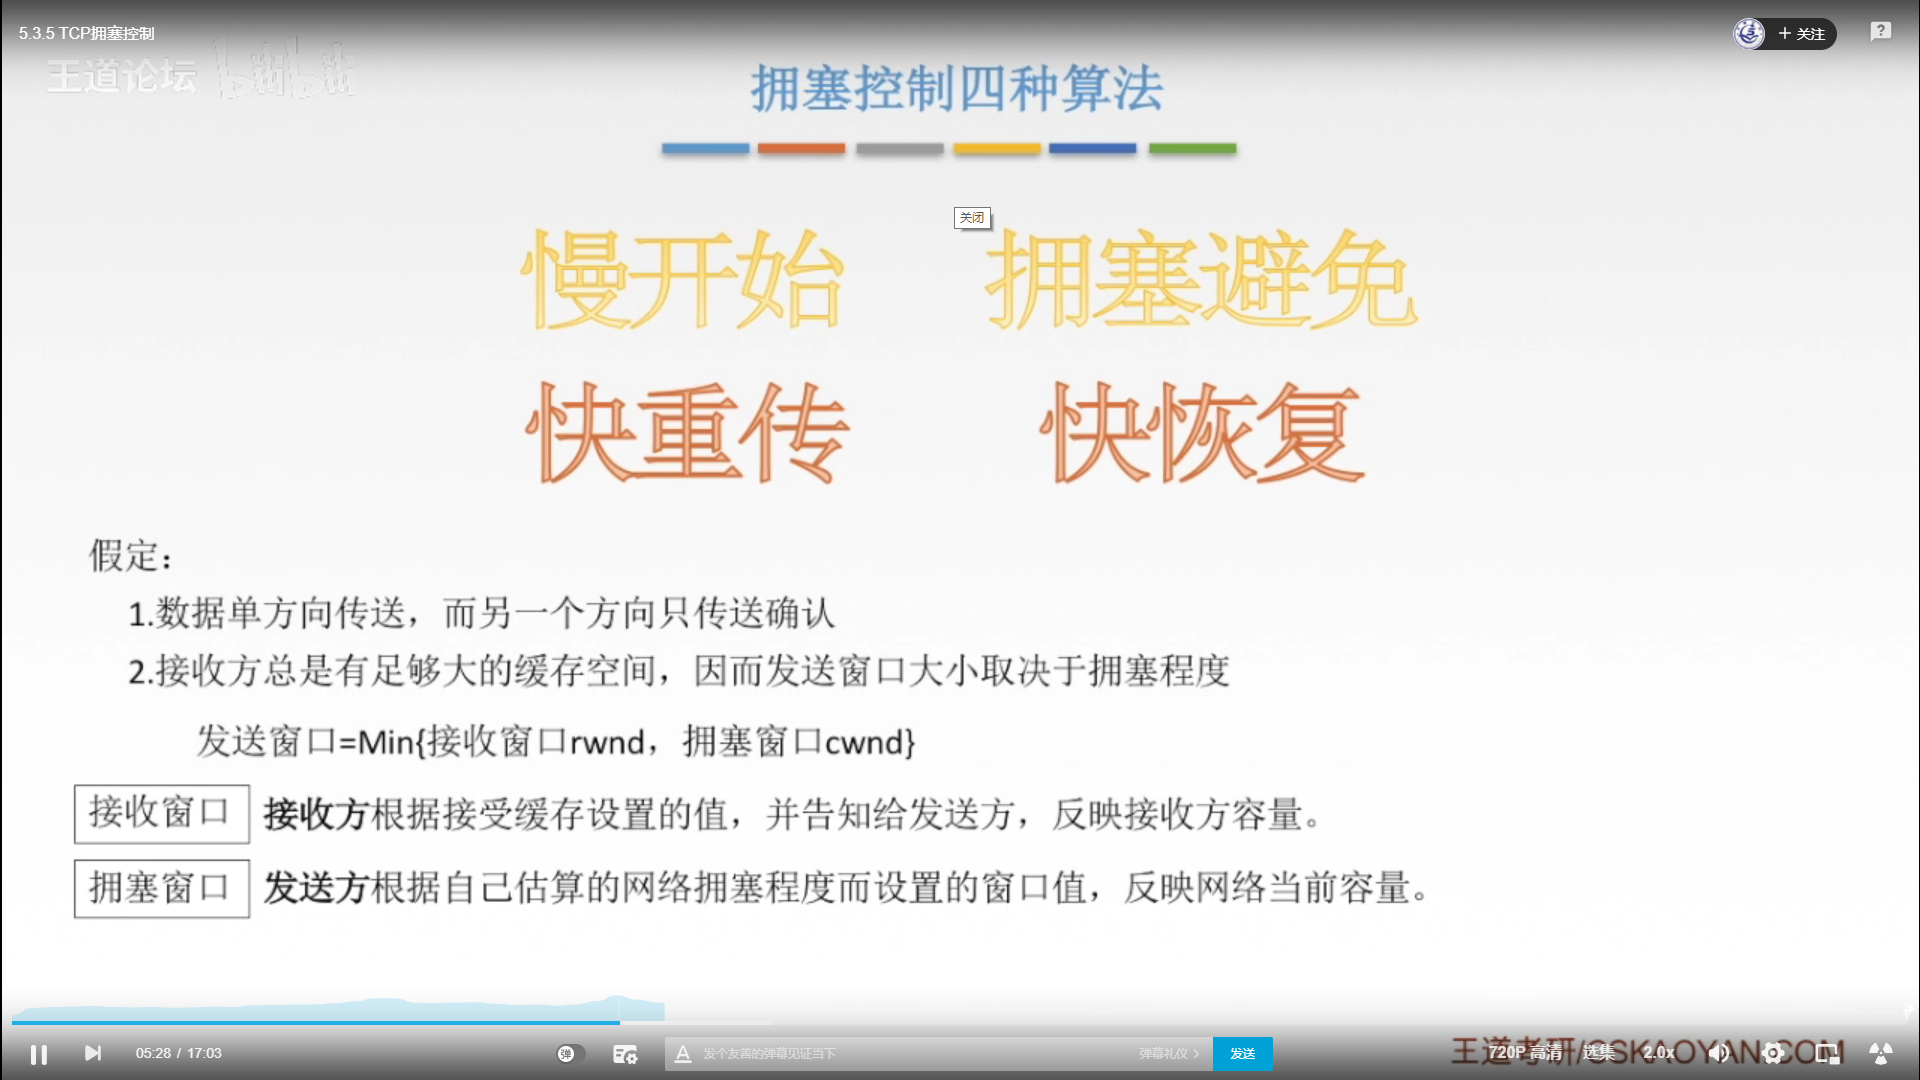 5.3.5 TCP拥塞控制
+ 关注
王道论坛 bilibili
拥塞控制四种算法
关闭
慢开始 拥塞避免
快重传 快恢复
假定：
1.数据单方向传送，而另一个方向只传送确认
2.接收方总是有足够大的缓存空间，因而发送窗口大小取决于拥塞程度
发送窗口=Min{接收窗口rwnd，拥塞窗口cwnd}
接收窗口 接收方根据接受缓存设置的值，并告知给发送方，反映接收方容量。
拥塞窗口 发送方根据自己估算的网络拥塞程度而设置的窗口值，反映网络当前容量。
05:28 / 17:03
弹
发个友善的弹幕见证当下
弹幕礼仪 >
发送
王道考研/CSKAOYAN.COM
720P 高清
选集
2.0x